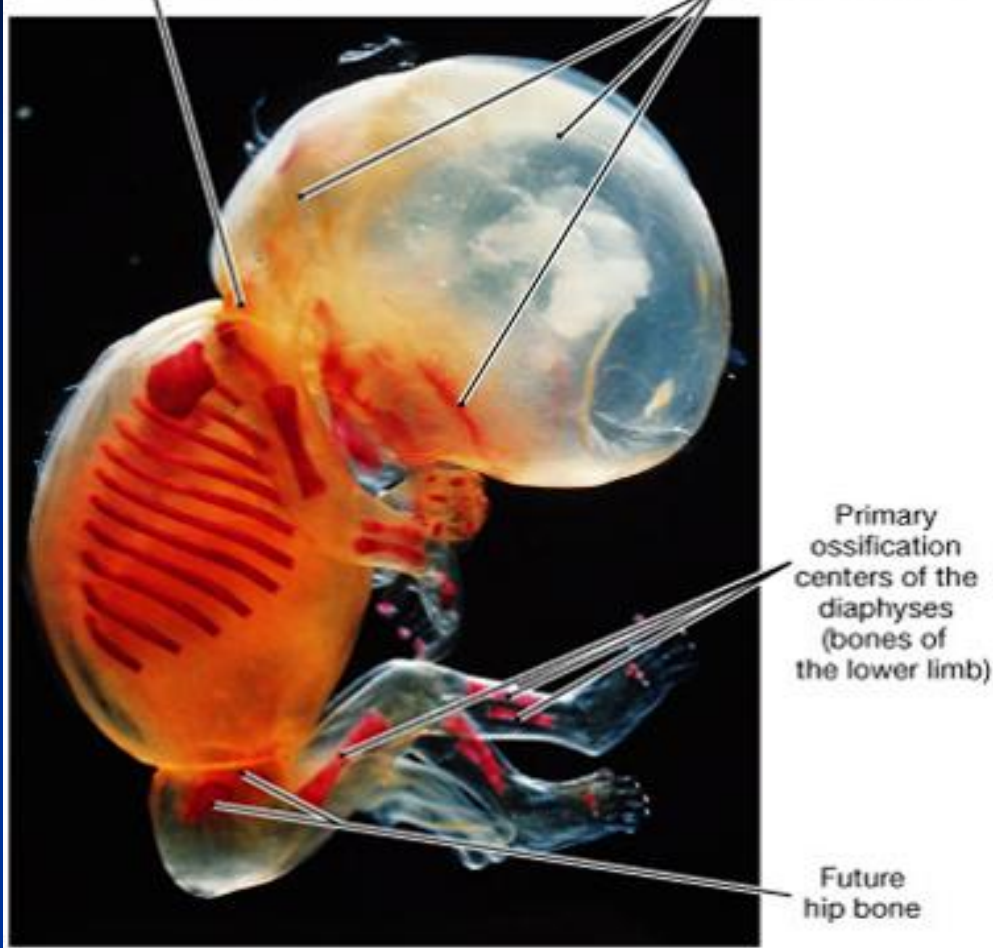 Primary
ossification
centers of the
diaphyses
(bones of
the lower limb)
Future
hip bone